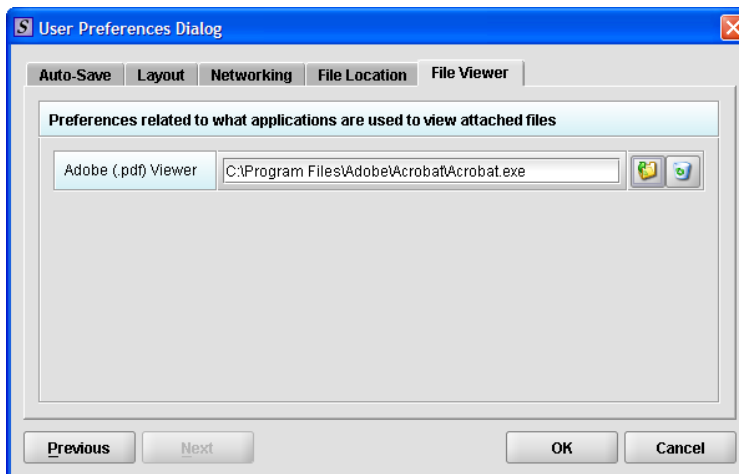 S User Preferences Dialog
Auto-Save Layout Networking File Location File Viewer
Preferences related to what applications are used to view attached files
Adobe (.pdf) Viewer C:\Program Files\Adobe\Acrobat\Acrobat.exe
Previous Next OK Cancel